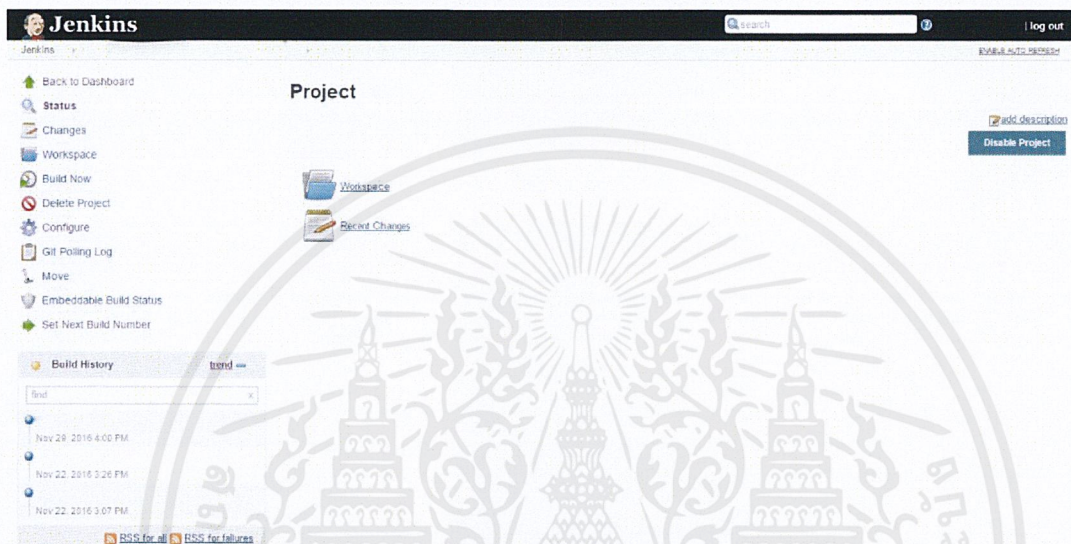 Jenkins
search
| log out
Jenkins
ENABLE AUTO REFRESH
Back to Dashboard
Status
Changes
Workspace
Build Now
Delete Project
Configure
Git Polling Log
Move
Embeddable Build Status
Set Next Build Number
Build History
trend
find
x
Nov 29, 2016 4:00 PM
Nov 22, 2016 3:26 PM
Nov 22, 2016 3:07 PM
RSS for all RSS for failures
Project
add description
Disable Project
Workspace
Recent Changes